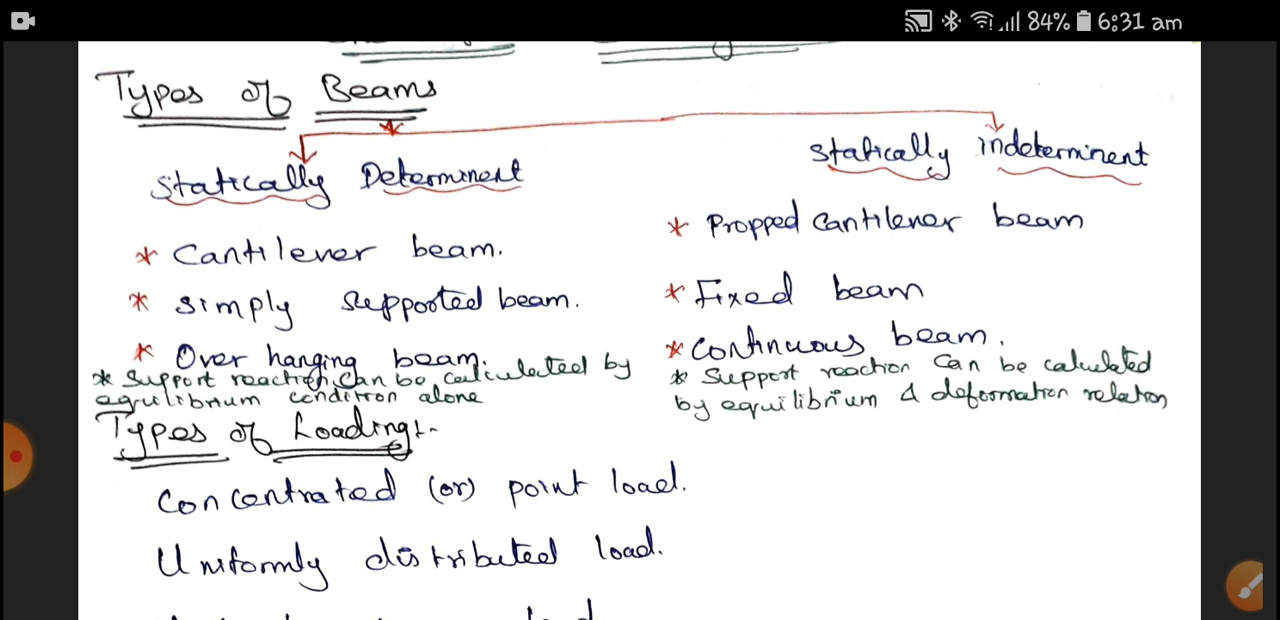 84% 6:31 am
Types of Beams
Statically Determinent
statically indeterminent
* Cantilever beam.
* Simply supported beam.
* Over hanging beam.
* Support reaction can be calculated by
equilibrium condition alone
* Propped Cantilever beam
* Fixed beam
* Continuous beam.
* Support reaction can be calculated
by equilibrium & deformation relation
Types of Loading:-
Concentrated (or) point load.
Uniformly distributed load.
load